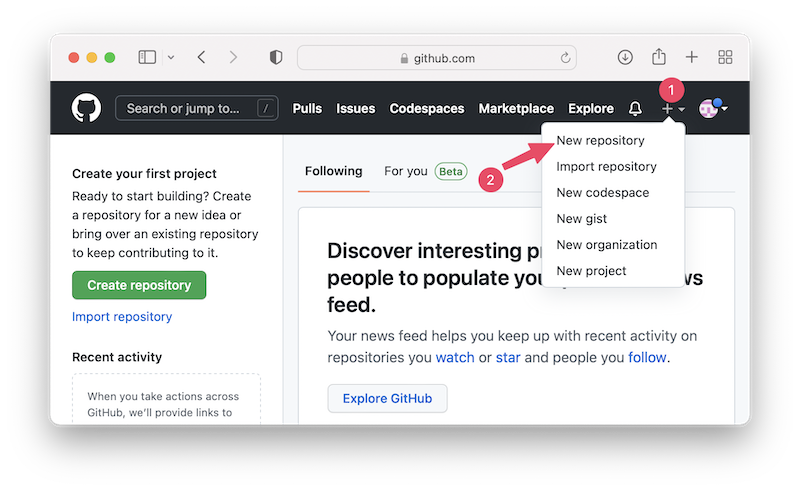 github.com
Search or jump to...
/
Pulls
Issues
Codespaces
Marketplace
Explore
1
New repository
Import repository
New codespace
New gist
New organization
New project
2
Create your first project
Ready to start building? Create
a repository for a new idea or
bring over an existing repository
to keep contributing to it.
Create repository
Import repository
Recent activity
When you take actions across
GitHub, we'll provide links to
Following
For you
Beta
Discover interesting p
people to populate you ws
feed.
Your news feed helps you keep up with recent activity on
repositories you watch or star and people you follow.
Explore GitHub